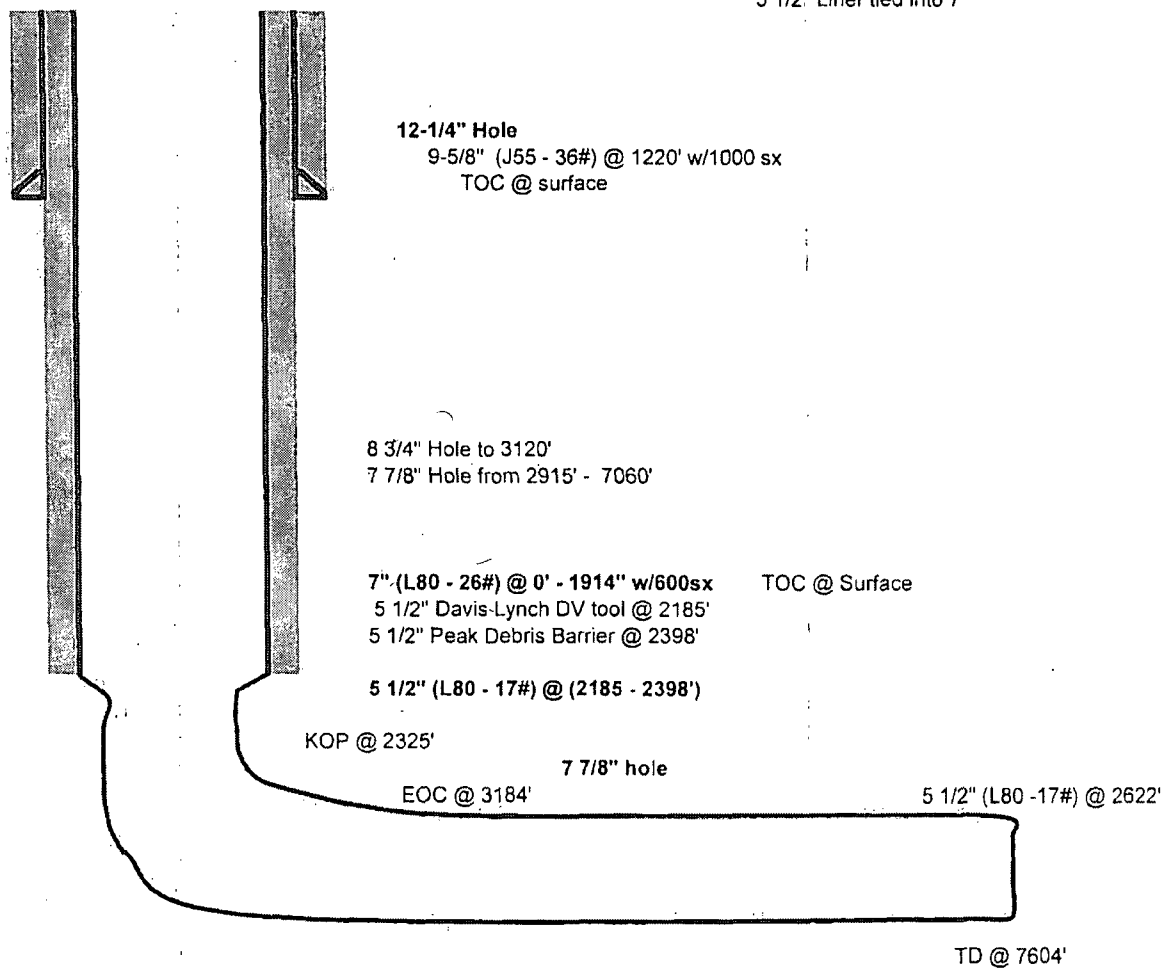 5 1/2" Liner tied into 7"
12-1/4" Hole
9-5/8" (J55 - 36#) @ 1220' w/1000 sx
TOC @ surface
8 3/4" Hole to 3120'
7 7/8" Hole from 2915' - 7060'
7" (L80 - 26#) @ 0' - 1914" w/600sx TOC @ Surface
5 1/2" Davis-Lynch DV tool @ 2185'
5 1/2" Peak Debris Barrier @ 2398'
5 1/2" (L80 - 17#) @ (2185 - 2398')
KOP @ 2325'
7 7/8" hole
EOC @ 3184'
5 1/2" (L80 -17#) @ 2622'
TD @ 7604'